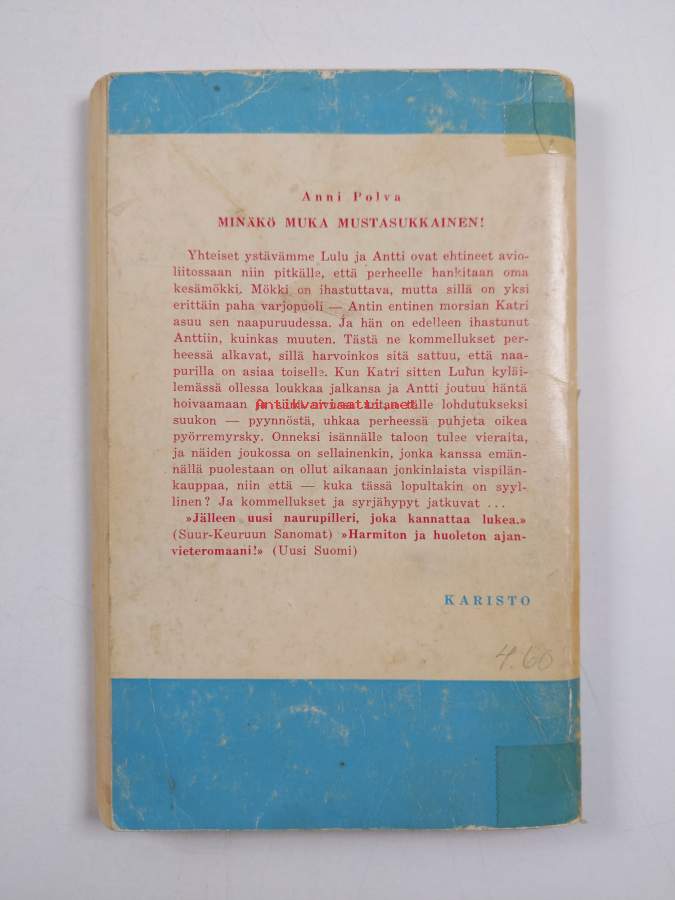 Anni Polva
MINÄKÖ MUKA MUSTASUKKAINEN!
Yhteiset ystävämme Lulu ja Antti ovat ehtineet avio-
liitossaan niin pitkälle, että perheelle hankitaan oma
kesämökki. Mökki on ihastuttava, mutta sillä on yksi
erittäin paha varjopuoli — Antin entinen morsian Katri
asuu sen naapuruudessa. Ja hän on edelleen ihastunut
Anttiin, kuinkas muuten. Tästä ne kommellukset per-
heessä alkavat, sillä harvoinkos sitä sattuu, että naa-
purilla on asiaa toiselle. Kun Katri sitten Lulun kyläi-
lemässä ollessa loukkaa jalkansa ja Antti joutuu häntä
hoivaamaan ja antaa tälle lohdutukseksi
Antikvariaatti.net
suukon — pyynnöstä, uhkaa perheessä puhjeta oikea
pyörremyrsky. Onneksi isännälle taloon tulee vieraita,
ja näiden joukossa on sellainenkin, jonka kanssa emän-
nällä puolestaan on ollut aikanaan jonkinlaista vispilän-
kauppaa, niin että — kuka tässä lopultakin on syyl-
linen? Ja kommellukset ja syrjähypyt jatkuvat ...
»Jälleen uusi naurupilleri, joka kannattaa lukea.»
(Suur-Keuruun Sanomat) »Harmiton ja huoleton ajan-
vieteromaani!» (Uusi Suomi)
KARISTO
4.60